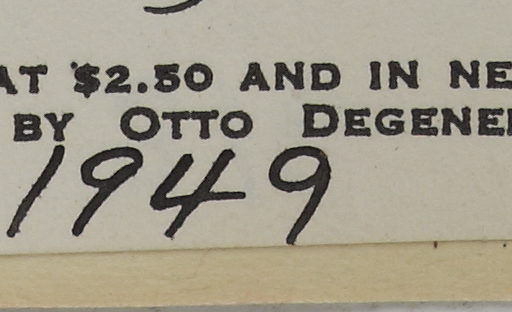 AT $2.50 AND IN NE
BY OTTO DEGENE
1949